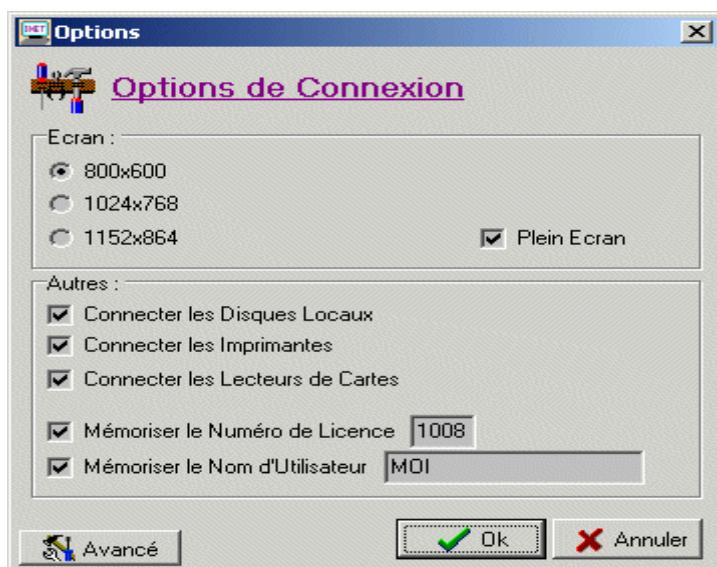 Options
Options de Connexion
Ecran :
800x600
1024x768
1152x864
Plein Ecran
Autres :
Connecter les Disques Locaux
Connecter les Imprimantes
Connecter les Lecteurs de Cartes
Mémoriser le Numéro de Licence 1008
Mémoriser le Nom d'Utilisateur MOI
Avancé
Ok
Annuler